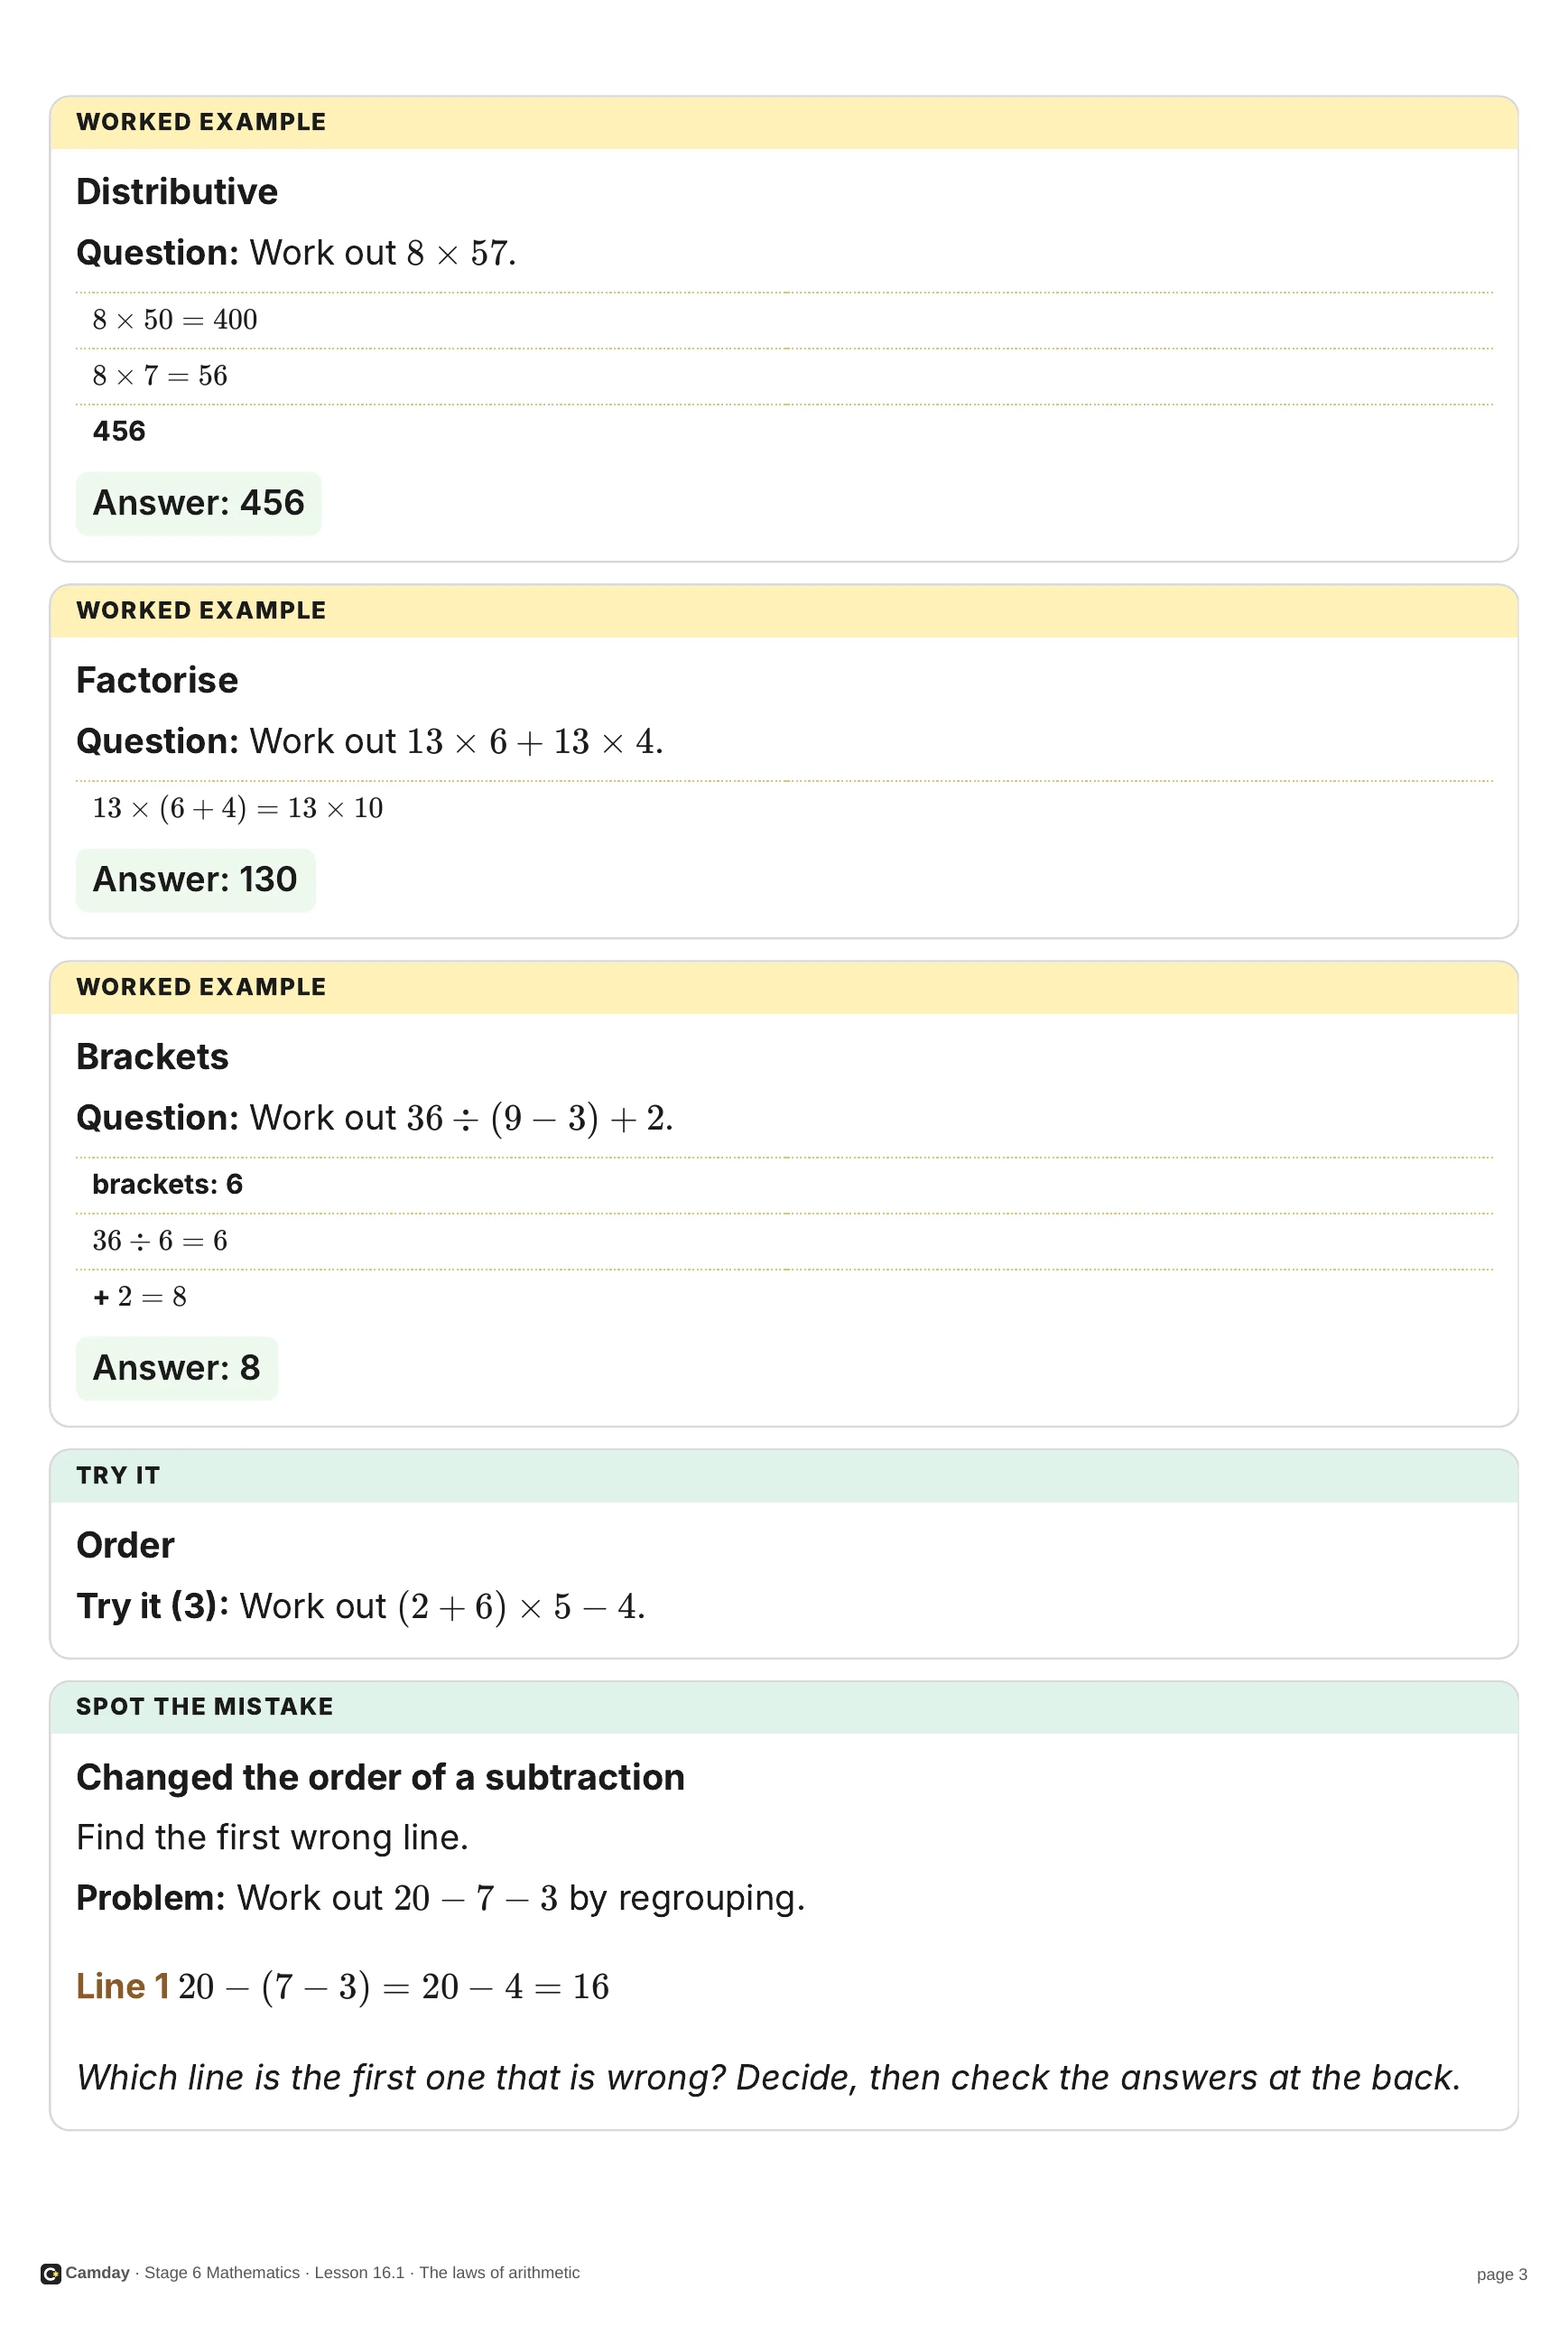 WORKED EXAMPLE
Distributive
Question: Work out 8 × 57.
8 × 50 = 400
8 × 7 = 56
456
Answer: 456
WORKED EXAMPLE
Factorise
Question: Work out 13 × 6 + 13 × 4.
13 × (6 + 4) = 13 × 10
Answer: 130
WORKED EXAMPLE
Brackets
Question: Work out 36 ÷ (9 − 3) + 2.
brackets: 6
36 ÷ 6 = 6
+ 2 = 8
Answer: 8
TRY IT
Order
Try it (3): Work out (2 + 6) × 5 − 4.
SPOT THE MISTAKE
Changed the order of a subtraction
Find the first wrong line.
Problem: Work out 20 − 7 − 3 by regrouping.
Line 1 20 − (7 − 3) = 20 − 4 = 16
Which line is the first one that is wrong? Decide, then check the answers at the back.
Camday · Stage 6 Mathematics · Lesson 16.1 · The laws of arithmetic
page 3